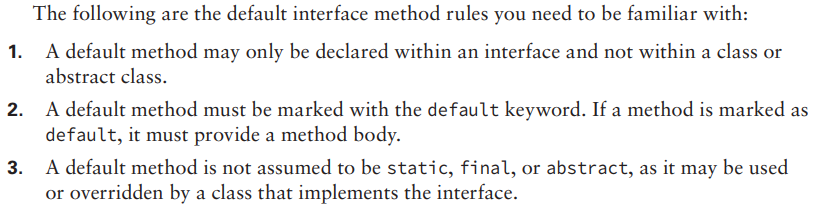 The following are the default interface method rules you need to be familiar with:
1. A default method may only be declared within an interface and not within a class or
abstract class.
2. A default method must be marked with the default keyword. If a method is marked as
default, it must provide a method body.
3. A default method is not assumed to be static, final, or abstract, as it may be used
or overridden by a class that implements the interface.